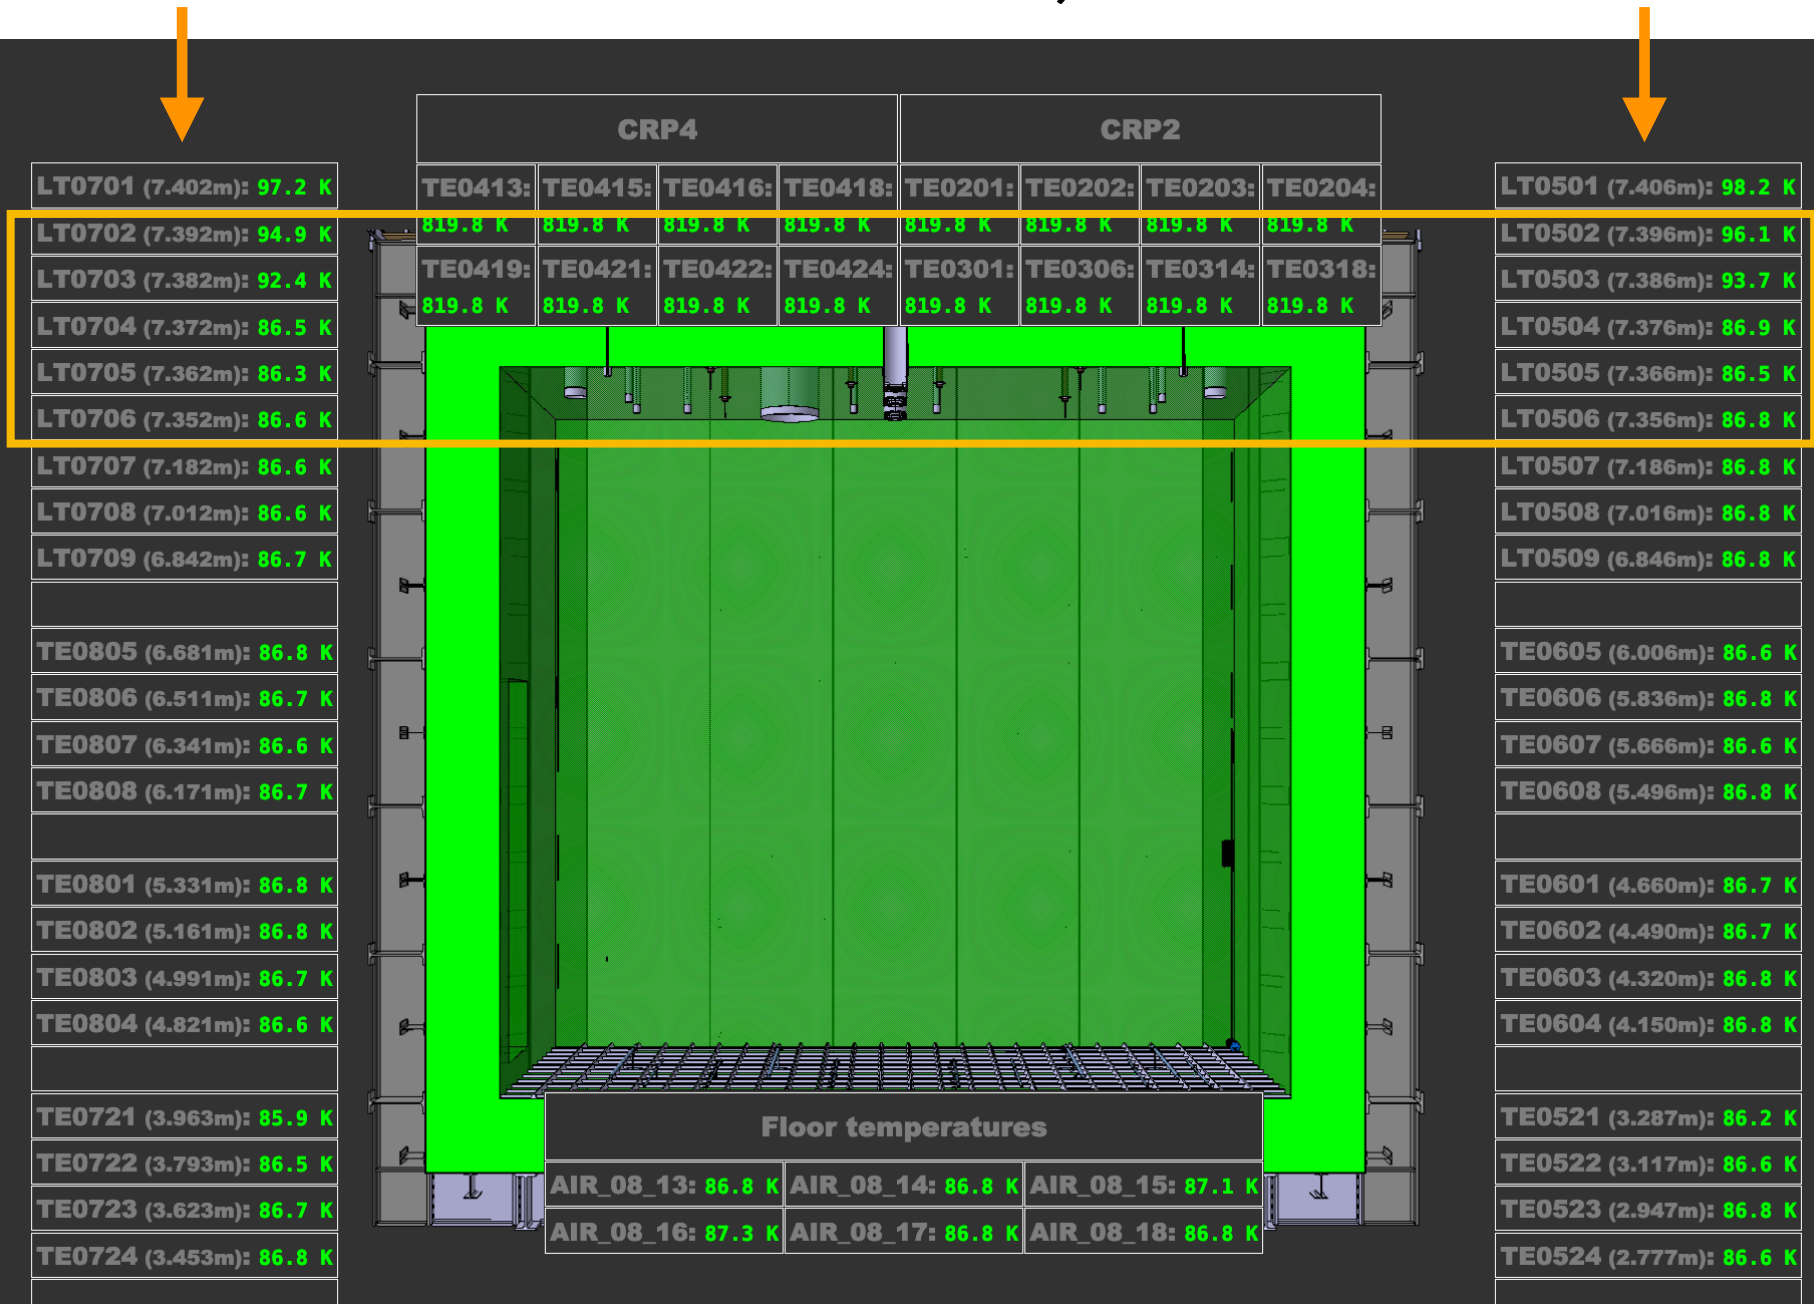 CRP4 CRP2
TE0413: TE0415: TE0416: TE0418: TE0201: TE0202: TE0203: TE0204:
819.8 K 819.8 K 819.8 K 819.8 K 819.8 K 819.8 K 819.8 K 819.8 K
TE0419: TE0421: TE0422: TE0424: TE0301: TE0306: TE0314: TE0318:
819.8 K 819.8 K 819.8 K 819.8 K 819.8 K 819.8 K 819.8 K 819.8 K
LT0701 (7.402m): 97.2 K
LT0702 (7.392m): 94.9 K
LT0703 (7.382m): 92.4 K
LT0704 (7.372m): 86.5 K
LT0705 (7.362m): 86.3 K
LT0706 (7.352m): 86.6 K
LT0707 (7.182m): 86.6 K
LT0708 (7.012m): 86.6 K
LT0709 (6.842m): 86.7 K
TE0805 (6.681m): 86.8 K
TE0806 (6.511m): 86.7 K
TE0807 (6.341m): 86.6 K
TE0808 (6.171m): 86.7 K
TE0801 (5.331m): 86.8 K
TE0802 (5.161m): 86.8 K
TE0803 (4.991m): 86.7 K
TE0804 (4.821m): 86.6 K
TE0721 (3.963m): 85.9 K
TE0722 (3.793m): 86.5 K
TE0723 (3.623m): 86.7 K
TE0724 (3.453m): 86.8 K
LT0501 (7.406m): 98.2 K
LT0502 (7.396m): 96.1 K
LT0503 (7.386m): 93.7 K
LT0504 (7.376m): 86.9 K
LT0505 (7.366m): 86.5 K
LT0506 (7.356m): 86.8 K
LT0507 (7.186m): 86.8 K
LT0508 (7.016m): 86.8 K
LT0509 (6.846m): 86.8 K
TE0605 (6.006m): 86.6 K
TE0606 (5.836m): 86.8 K
TE0607 (5.666m): 86.6 K
TE0608 (5.496m): 86.8 K
TE0601 (4.660m): 86.7 K
TE0602 (4.490m): 86.7 K
TE0603 (4.320m): 86.8 K
TE0604 (4.150m): 86.8 K
TE0521 (3.287m): 86.2 K
TE0522 (3.117m): 86.6 K
TE0523 (2.947m): 86.8 K
TE0524 (2.777m): 86.6 K
Floor temperatures
AIR_08_13: 86.8 K AIR_08_14: 86.8 K AIR_08_15: 87.1 K
AIR_08_16: 87.3 K AIR_08_17: 86.8 K AIR_08_18: 86.8 K